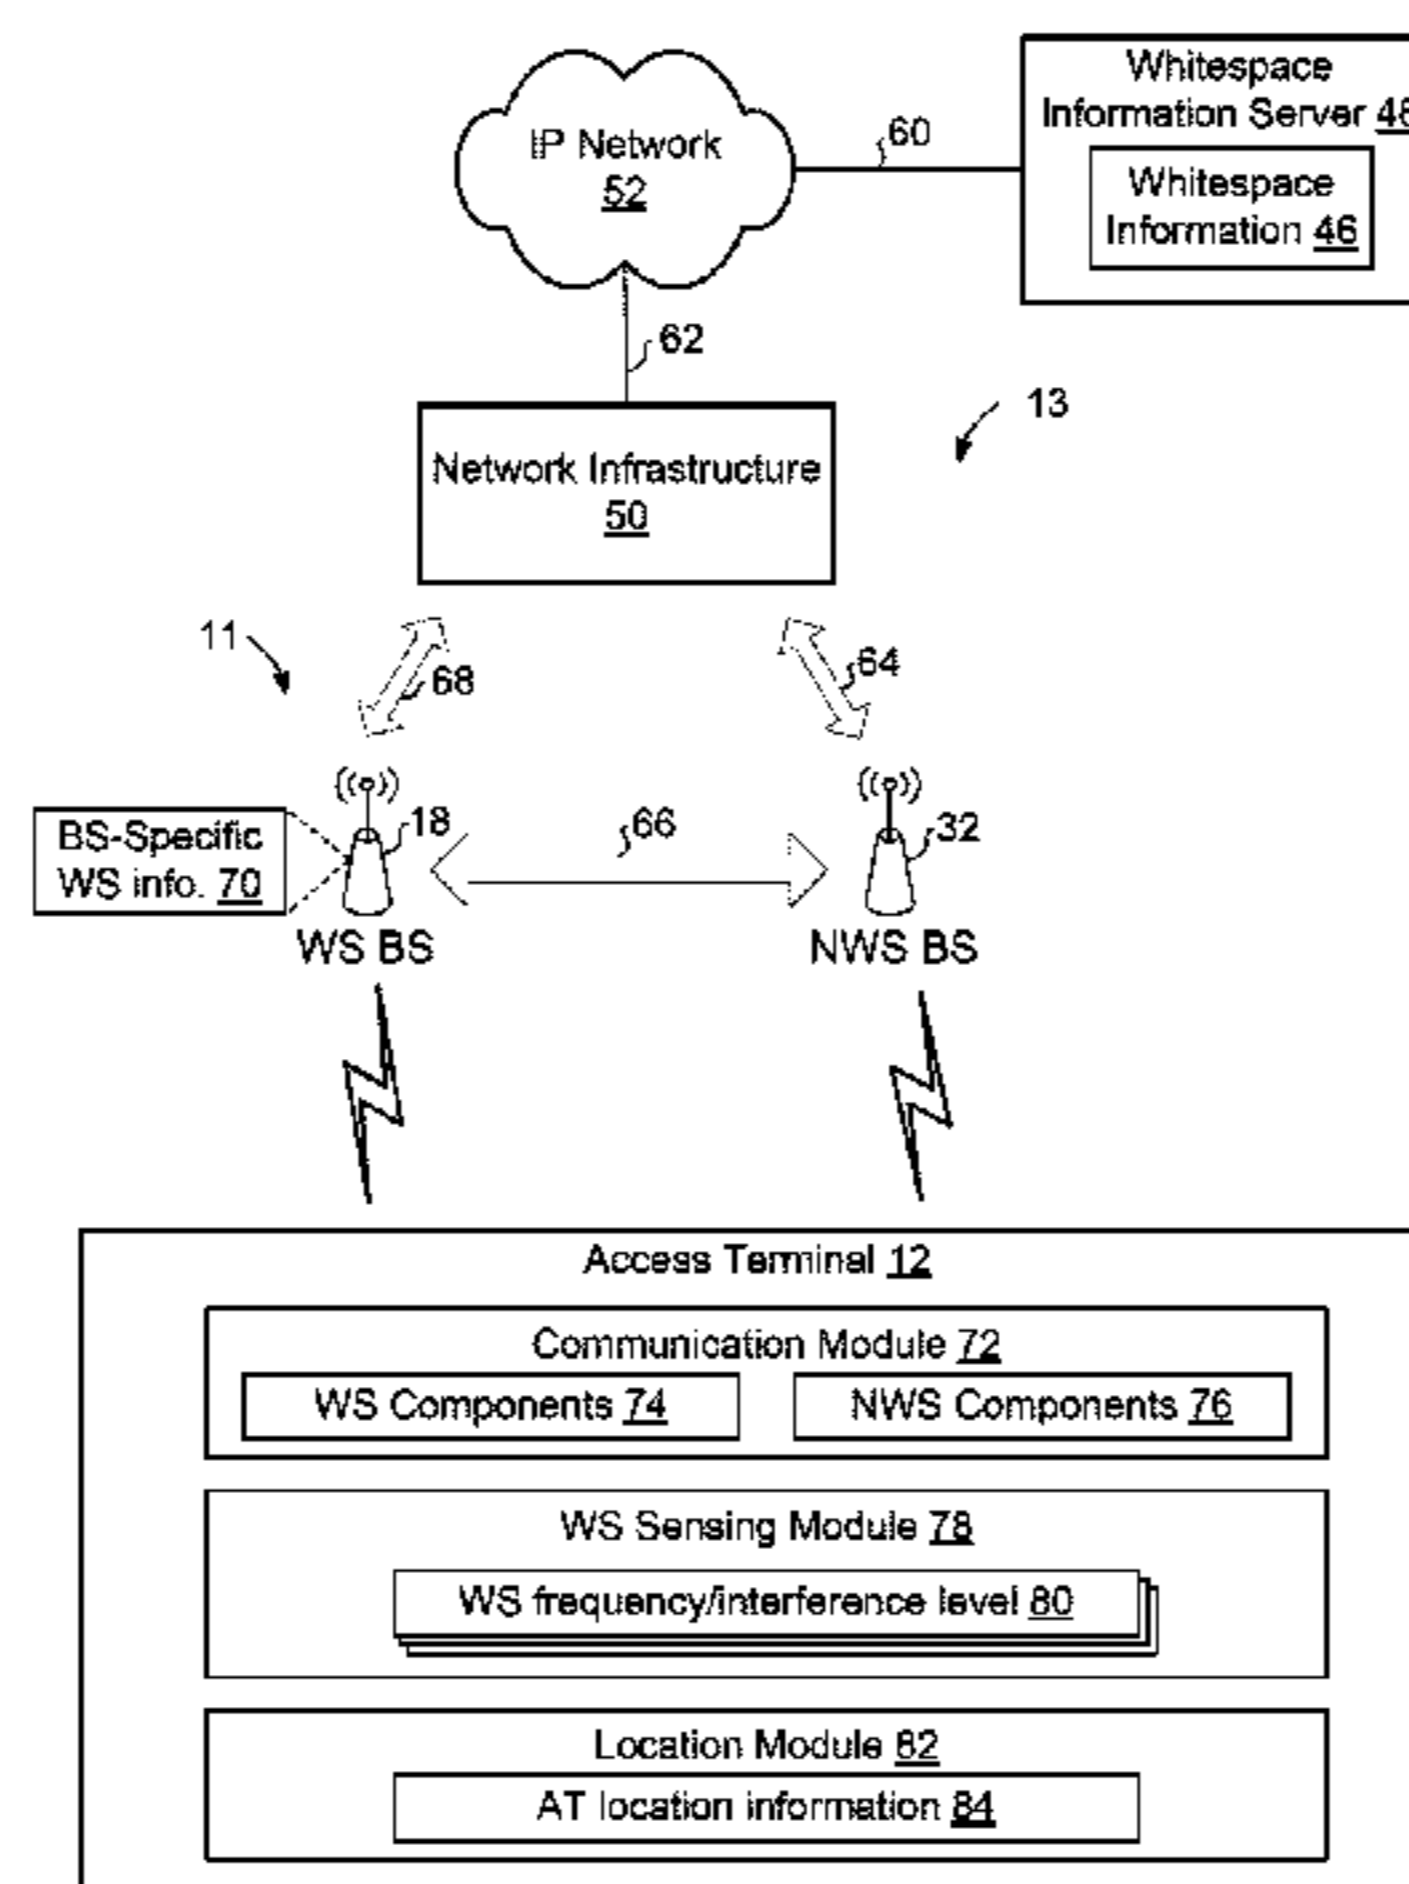 IP Network
52
60
Whitespace
Information Server 48
Whitespace
Information 46
62
13
Network Infrastructure
50
11
68
64
BS-Specific
WS info. 70
18
66
32
WS BS
NWS BS
Access Terminal 12
Communication Module 72
WS Components 74
NWS Components 76
WS Sensing Module 78
WS frequency/interference level 80
Location Module 82
AT location information 84